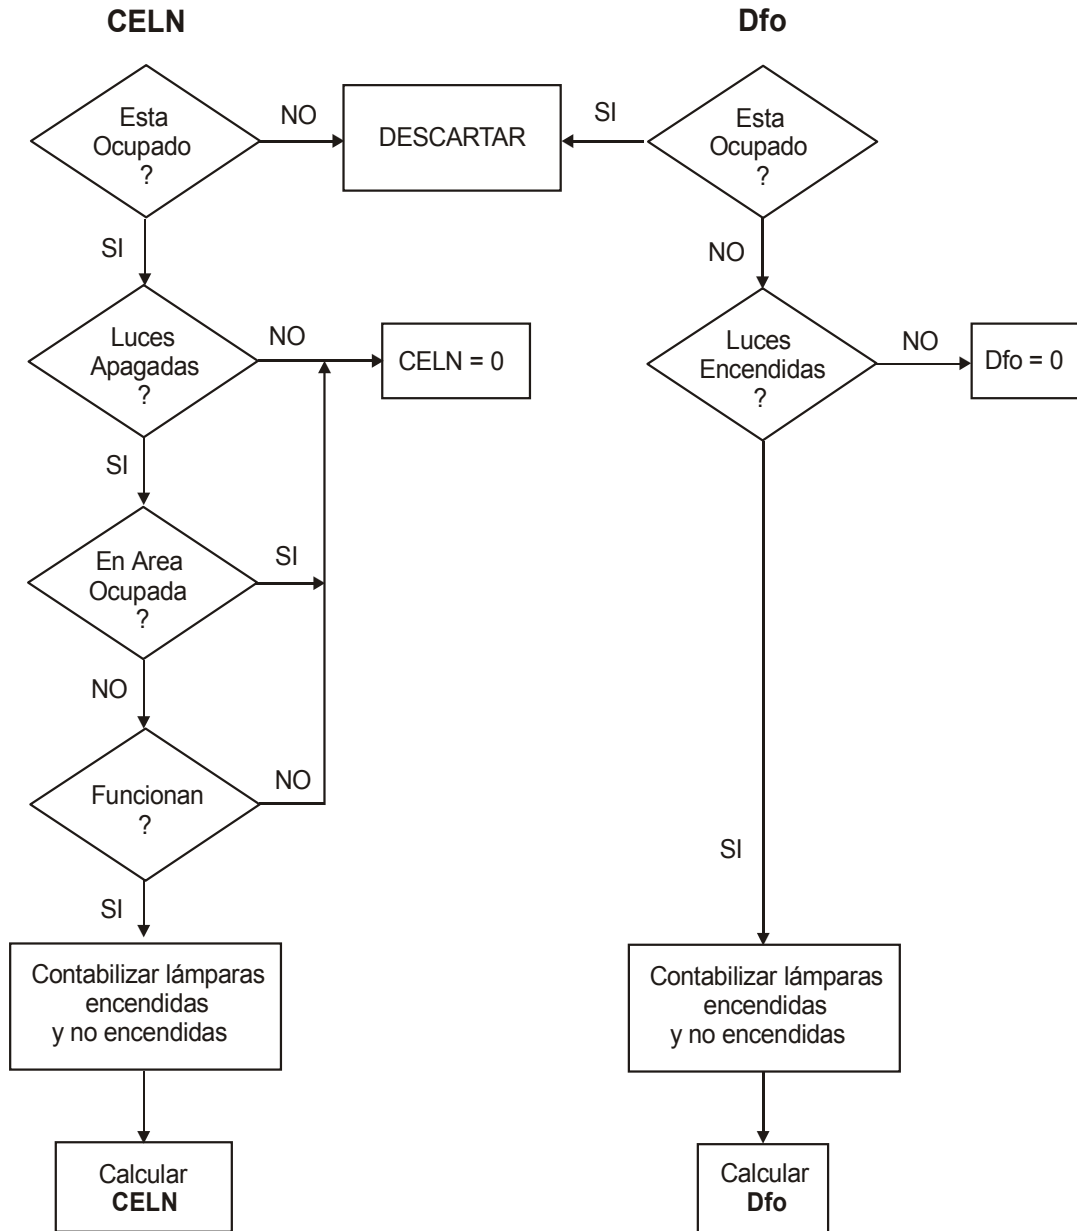 CELN
Dfo
Esta
Ocupado
?
NO
DESCARTAR
SI
Esta
Ocupado
?
SI
NO
Luces
Apagadas
?
NO
CELN = 0
Luces
Encendidas
?
NO
Dfo = 0
SI
En Area
Ocupada
?
SI
NO
Funcionan
?
NO
SI
SI
Contabilizar lámparas
encendidas
y no encendidas
Contabilizar lámparas
encendidas
y no encendidas
Calcular
CELN
Calcular
Dfo